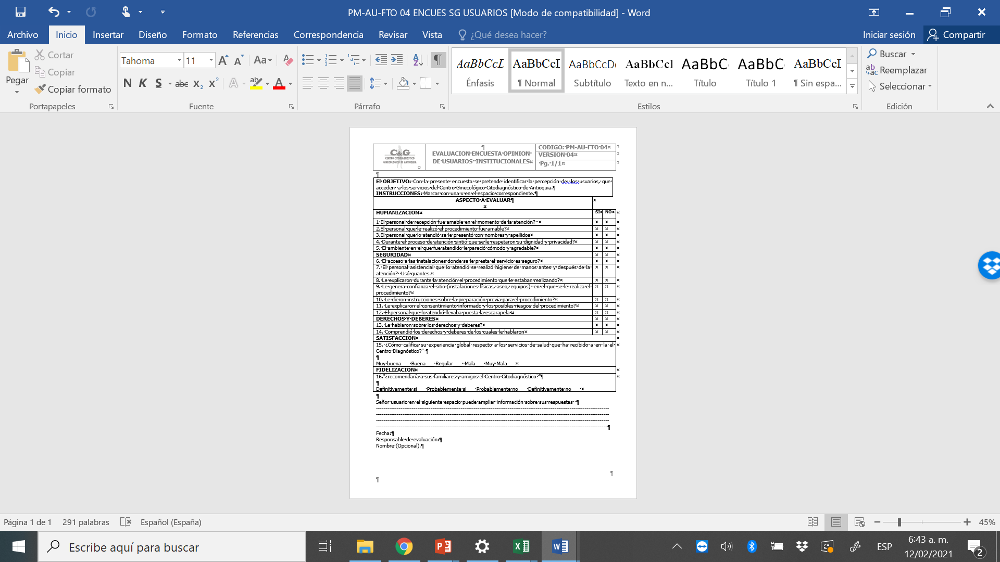 PM-AU-FTO 04 ENCUES SG USUARIOS [Modo de compatibilidad] - Word
Archivo Inicio Insertar Diseño Formato Referencias Correspondencia Revisar Vista ¿Qué desea hacer? Iniciar sesión Compartir
Pegar
Cortar
Copiar
Copiar formato
Portapapeles
Tahoma 11
N K S abc x₂ x²
Fuente
Párrafo
AaBbCcL AaBbCcI AaBbCcDc AaBbCcI AaBbC AaBbC AaBbCcI
Énfasis ¶ Normal Subtítulo Texto en n... Título Título 1 ¶ Sin espa...
Estilos
Buscar
Reemplazar
Seleccionar
Edición
C&G
CENTRO CITODIAGNOSTICO
GINECOLOGICO DE ANTIOQUIA
EVALUACION ENCUESTA OPINION
DE USUARIOS INSTITUCIONALES
CODIGO: PM-AU-FTO 04
VERSION 04
Pg. 1/1
El OBJETIVO: Con la presente encuesta se pretende identificar la percepción de los usuarios, que
acceden a los servicios del Centro Ginecológico Citodiagnóstico de Antioquia.
INSTRUCCIONES: Marcar con una x en el espacio correspondiente.
ASPECTO A EVALUAR
HUMANIZACION SI NO
1 El personal de recepción fue amable en el momento de la atención?
2.El personal que le realizó el procedimiento fue amable?
3.El personal que lo atendió se le presentó con nombres y apellidos
4. Durante el proceso de atención sintió que se le respetaron su dignidad y privacidad?
5. El ambiente en el que fue atendido le pareció cómodo y agradable?
SEGURIDAD
6. El acceso a las instalaciones donde se le presta el servicio es seguro?
7. El personal asistencial que lo atendió se realizó higiene de manos antes y después de la
atención? Usó guantes.
8. Le explicaron durante la atención el procedimiento que le estaban realizando?
9. Le genera confianza el sitio (instalaciones físicas, aseo, equipos) en el que se le realiza el
procedimiento?
10. Le dieron instrucciones sobre la preparación previa para el procedimiento?
11. Le explicaron el consentimiento informado y los posibles riesgos del procedimiento?
12. El personal que lo atendió llevaba puesta la escarapela
DERECHOS Y DEBERES
13. Le hablaron sobre los derechos y deberes?
14. Comprendió los derechos y deberes de los cuales le hablaron
SATISFACCION
15. ¿Cómo califica su experiencia global respecto a los servicios de salud que ha recibido a en la el
Centro Diagnóstico?"-
Muy buena___ Buena___ Regular___ Mala___ Muy Mala___
FIDELIZACION
16."¿recomendaría a sus familiares y amigos el Centro Citodiagnóstico?"
Definitivamente si Probablemente si Probablemente no Definitivamente no
Señor usuario en el siguiente espacio puede ampliar información sobre sus respuestas
Fecha:
Responsable de evaluación:
Nombre (Opcional).
Página 1 de 1 291 palabras Español (España) 45%
Escribe aquí para buscar
ESP
6:43 a. m.
12/02/2021
2